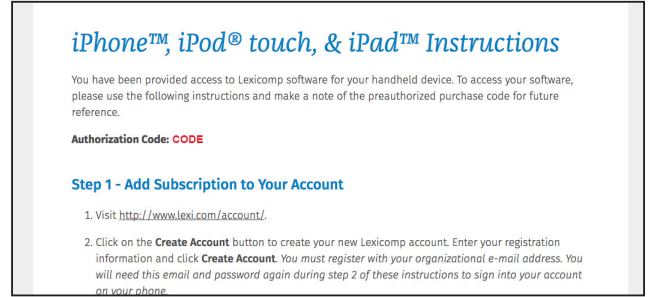 iPhone™, iPod® touch, & iPad™ Instructions
You have been provided access to Lexicomp software for your handheld device. To access your software,
please use the following instructions and make a note of the preauthorized purchase code for future
reference.
Authorization Code: CODE
Step 1 - Add Subscription to Your Account
1. Visit http://www.lexi.com/account/.
2. Click on the Create Account button to create your new Lexicomp account. Enter your registration
information and click Create Account. You must register with your organizational e-mail address. You
will need this email and password again during step 2 of these instructions to sign into your account
on your phone.